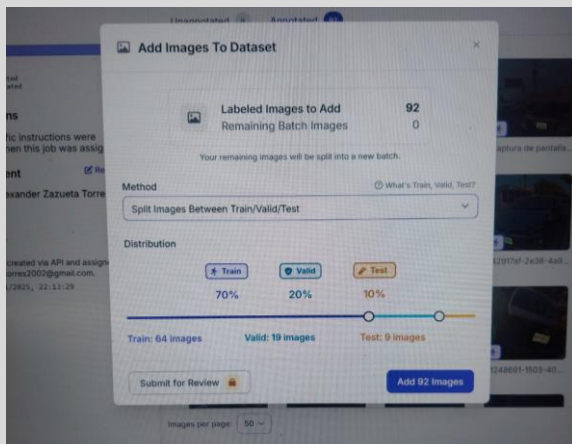 Unannotated
Annotated
Add Images To Dataset
×
Labeled Images to Add 92
Remaining Batch Images 0
Your remaining images will be split into a new batch.
Method
What's Train, Valid, Test?
Split Images Between Train/Valid/Test
Distribution
Train Valid Test
70% 20% 10%
Train: 64 images Valid: 19 images Test: 9 images
Submit for Review
Add 92 Images
Images per page: 50
ns
fic instructions were
hen this job was assig
ent
Re
exander Zazueta Torre
created via API and assign
orres2002@gmail.com.
/2025, 22:13:29
aptura de pantalla...